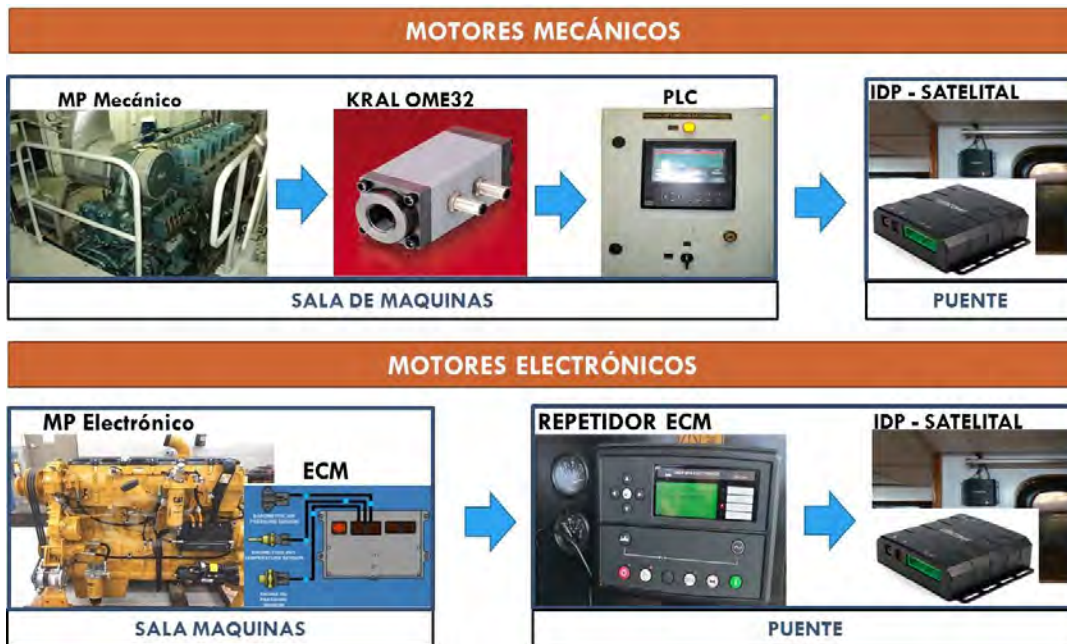 MOTORES MECÁNICOS
MP Mecánico
KRAL OME32
PLC
IDP - SATELITAL
SALA DE MAQUINAS
PUENTE
MOTORES ELECTRÓNICOS
MP Electrónico
ECM
REPETIDOR ECM
IDP - SATELITAL
SALA MAQUINAS
PUENTE